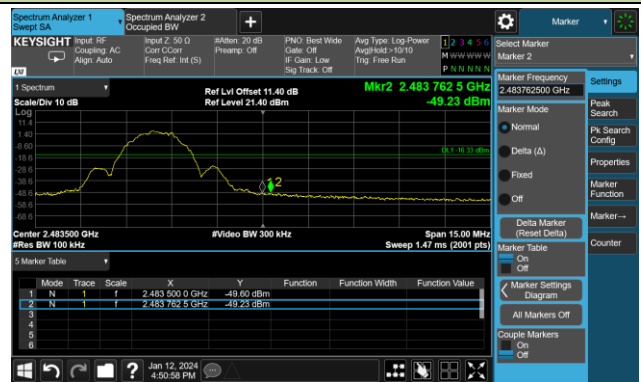 Spectrum Analyzer 1
Swept SA
Spectrum Analyzer 2
Occupied BW
Marker
KEYSIGHT
Input: RF
Coupling: AC
Align: Auto
Input Z: 50 Ω
Corr CCorr
Freq Ref: Int (S)
#Atten: 20 dB
Preamp: Off
PNO: Best Wide
Gate: Off
IF Gain: Low
Sig Track: Off
Avg Type: Log-Power
Avg|Hold:>10/10
Trig: Free Run
1 2 3 4 5 6
M W W W W W
P N N N N N
LXI
1 Spectrum
Scale/Div 10 dB
Log
Ref Lvl Offset 11.40 dB
Ref Level 21.40 dBm
Mkr2 2.483 762 5 GHz
-49.23 dBm
11.4
1.40
-8.60
-18.6
-28.6
-38.6
-48.6
-58.6
-68.6
DL1 -16.33 dBm
1
2
Center 2.483500 GHz
#Res BW 100 kHz
#Video BW 300 kHz
Span 15.00 MHz
Sweep 1.47 ms (2001 pts)
5 Marker Table
Mode Trace Scale X Y Function Function Width Function Value
1 N 1 f 2.483 500 0 GHz -49.60 dBm
2 N 1 f 2.483 762 5 GHz -49.23 dBm
3
4
5
6
Jan 12, 2024
4:50:58 PM
Select Marker
Marker 2
Marker Frequency
2.483762500 GHz
Marker Mode
Normal
Delta (Δ)
Fixed
Off
Delta Marker
(Reset Delta)
Marker Table
On
Off
Marker Settings
Diagram
All Markers Off
Couple Markers
On
Off
Settings
Peak
Search
Pk Search
Config
Properties
Marker
Function
Marker→
Counter